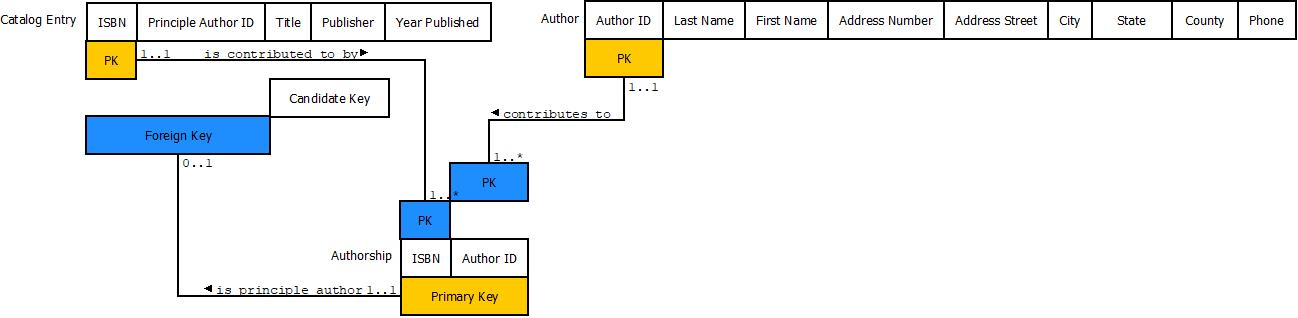 Catalog Entry ISBN Principle Author ID Title Publisher Year Published
Author Author ID Last Name First Name Address Number Address Street City State County Phone
PK
1..1 is contributed to by
PK
1..1
Candidate Key
contributes to
Foreign Key
0..1
1..*
PK
1..*
PK
Authorship ISBN Author ID
is principle author 1..1
Primary Key